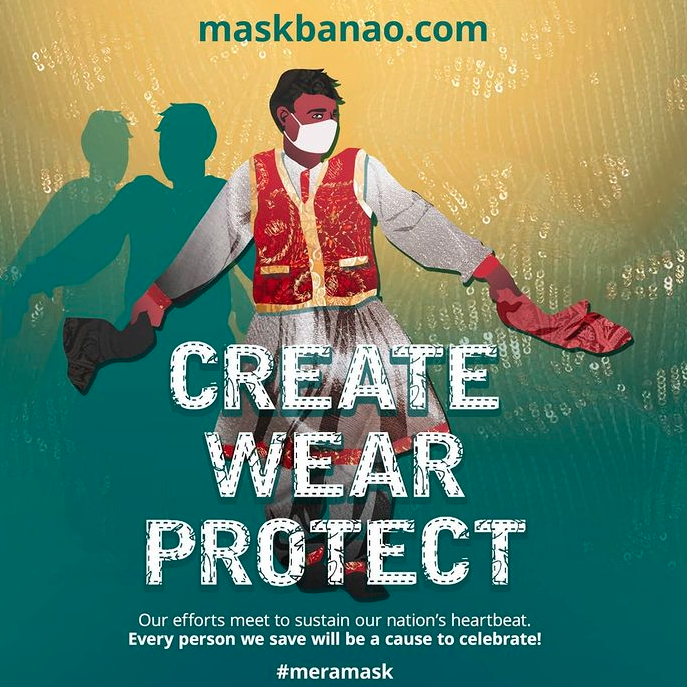 maskbanao.com
CREATE
WEAR
PROTECT
Our efforts meet to sustain our nation's heartbeat.
Every person we save will be a cause to celebrate!
#meramask